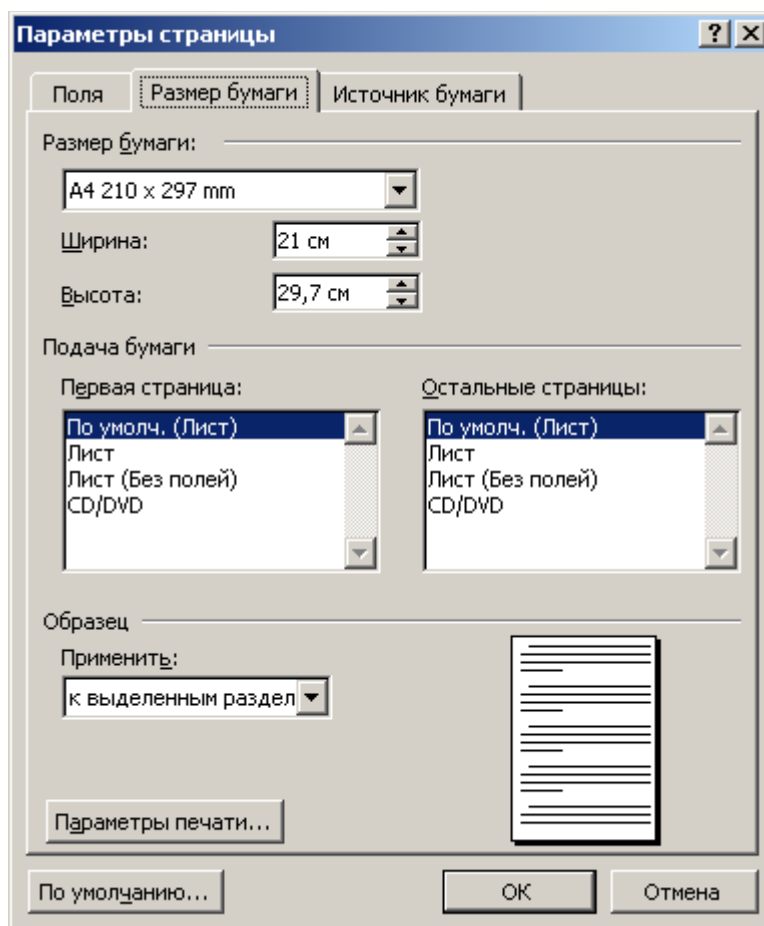 Параметры страницы
Поля Размер бумаги Источник бумаги
Размер бумаги:
A4 210 x 297 mm
Ширина: 21 см
Высота: 29,7 см
Подача бумаги
Первая страница: Остальные страницы:
По умолч. (Лист) По умолч. (Лист)
Лист Лист
Лист (Без полей) Лист (Без полей)
CD/DVD CD/DVD
Образец
Применить:
к выделенным раздел
Параметры печати...
По умолчанию... ОК Отмена